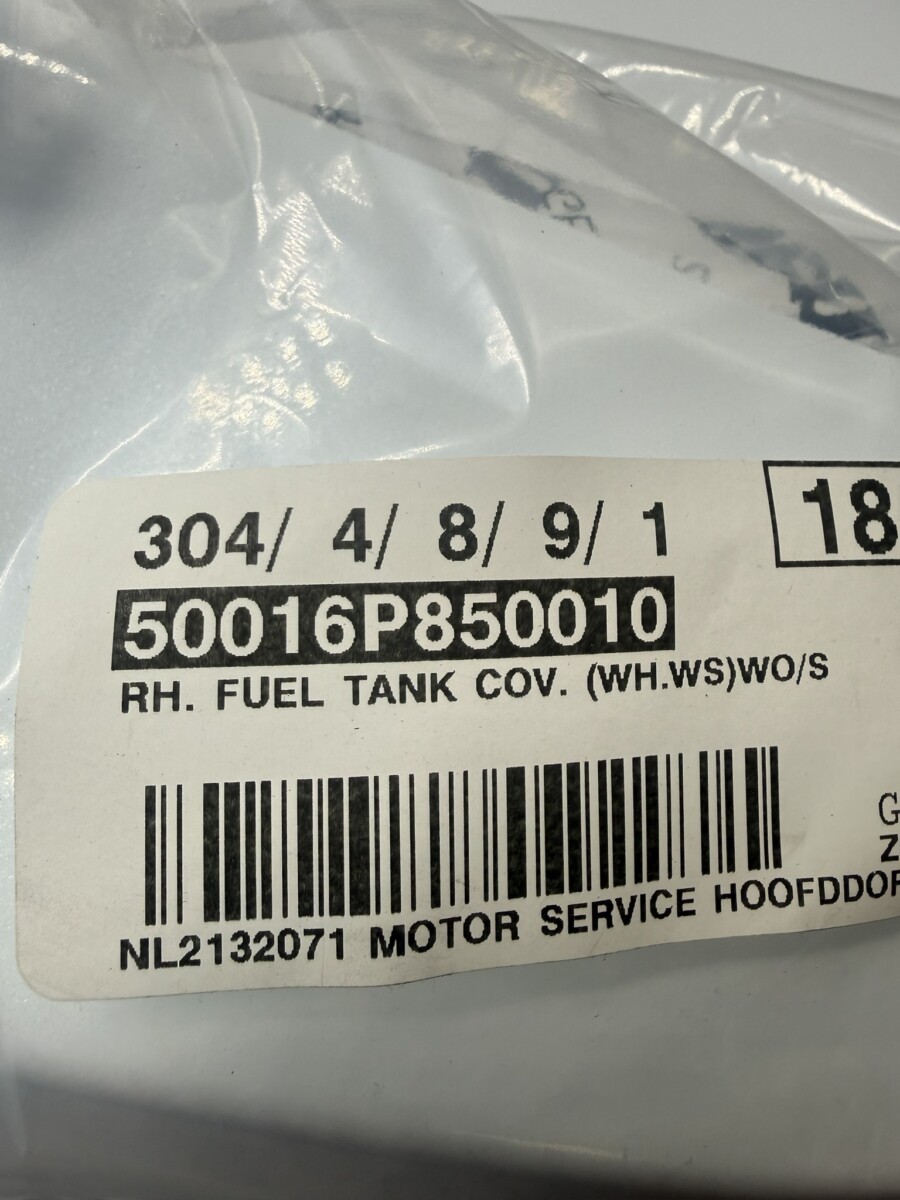 304/ 4/ 8/ 9/ 1
18
50016P850010
RH. FUEL TANK COV. (WH.WS)WO/S
G
Z
NL2132071 MOTOR SERVICE HOOFDDOR